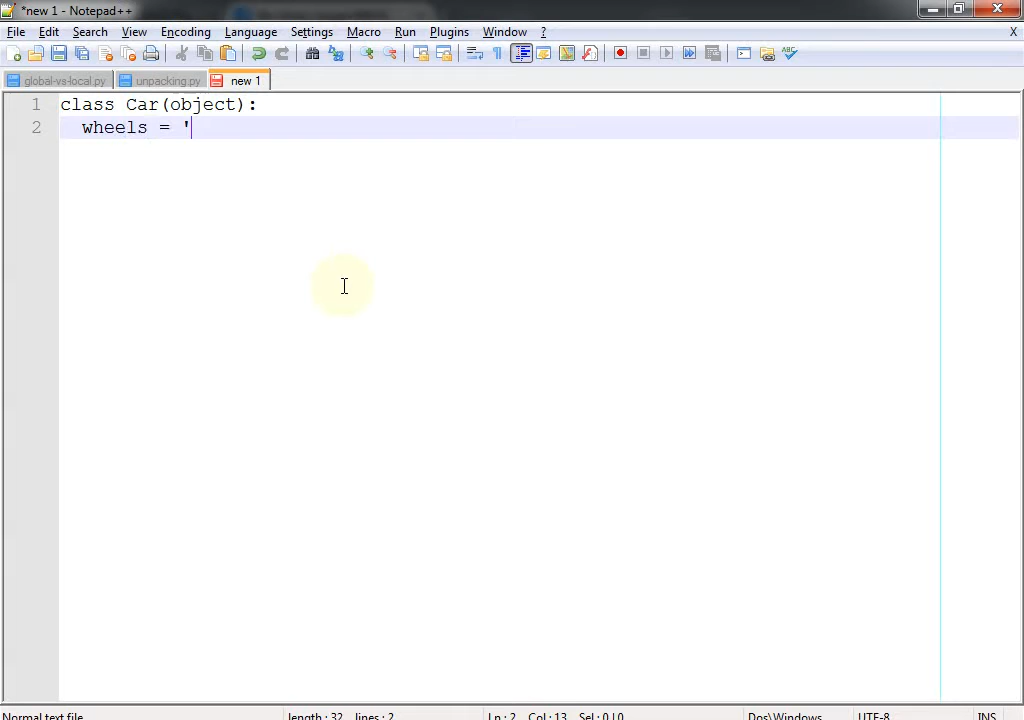 *new 1 - Notepad++
File Edit Search View Encoding Language Settings Macro Run Plugins Window ? X
ABC
global-vs-local.py unpacking.py new 1
1 class Car(object):
2 wheels = '
Normal text file length : 32 lines : 2 Ln : 2 Col : 13 Sel : 0 | 0 Dos\Windows UTF-8 INS